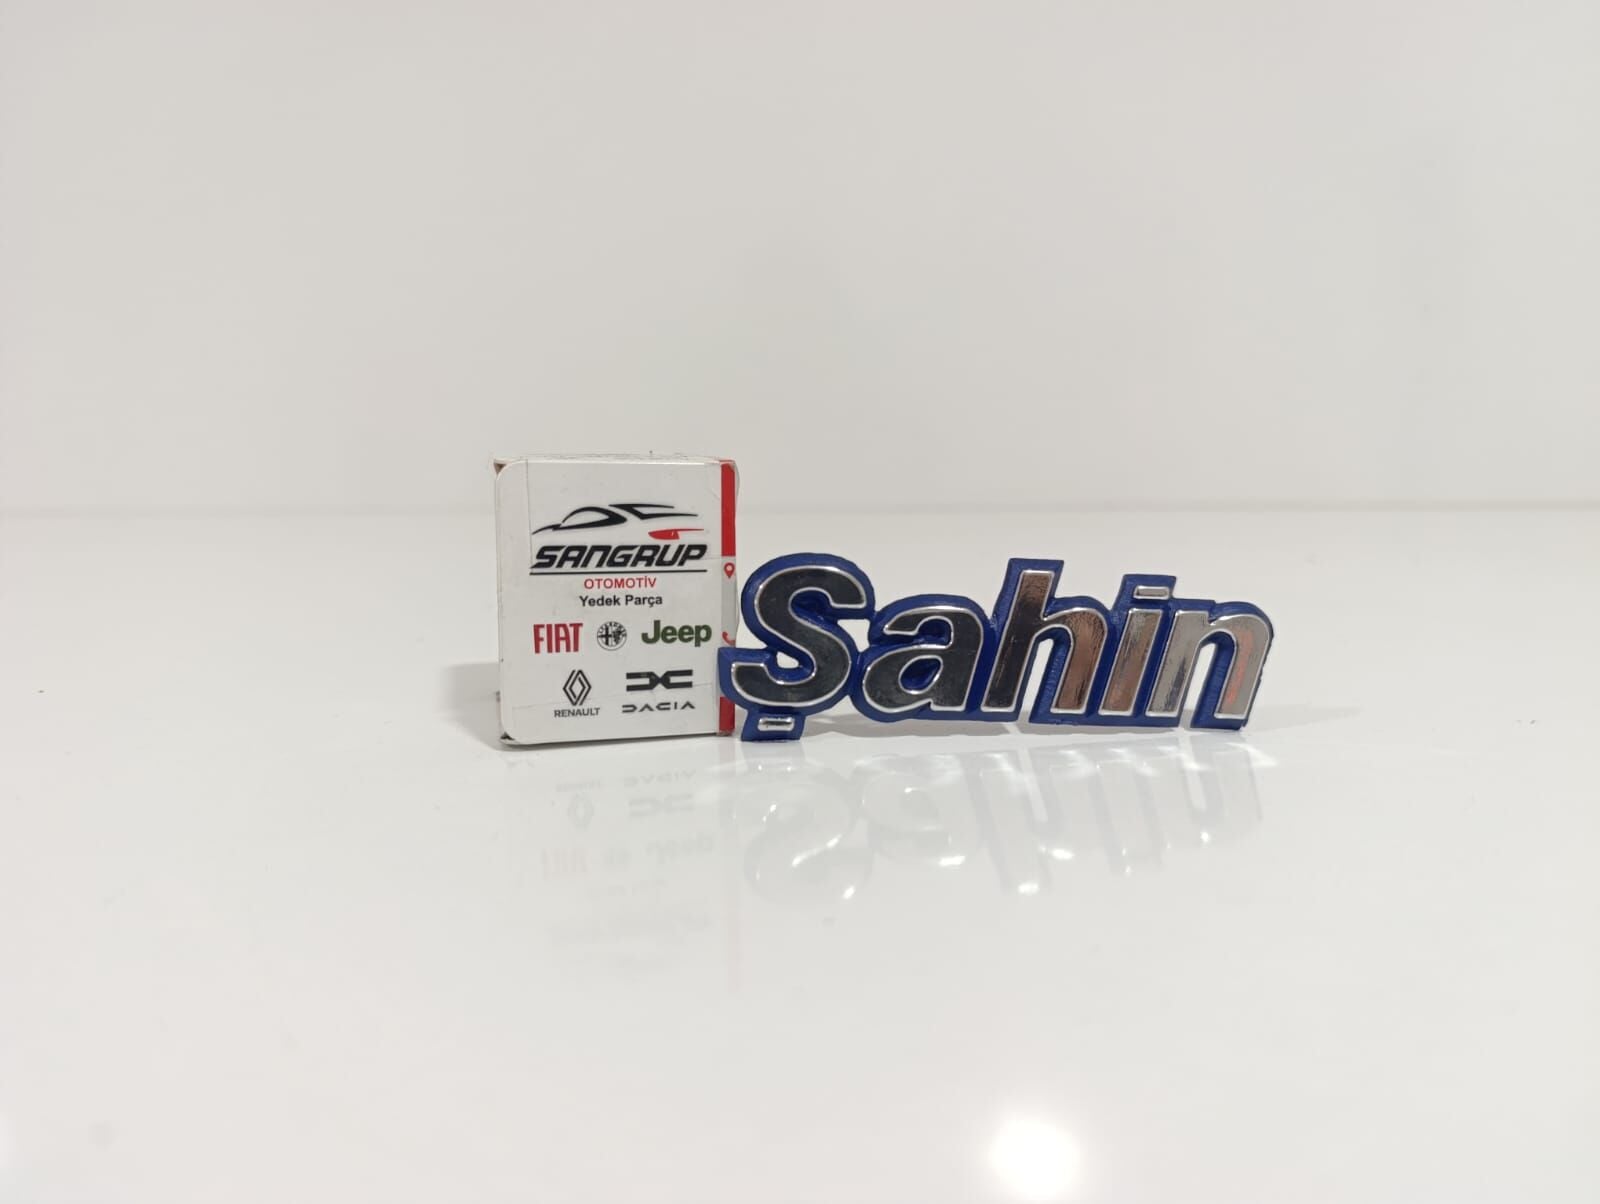 SANGRUP
OTOMOTİV
Yedek Parça
FIAT Jeep
RENAULT DACIA
Şahin